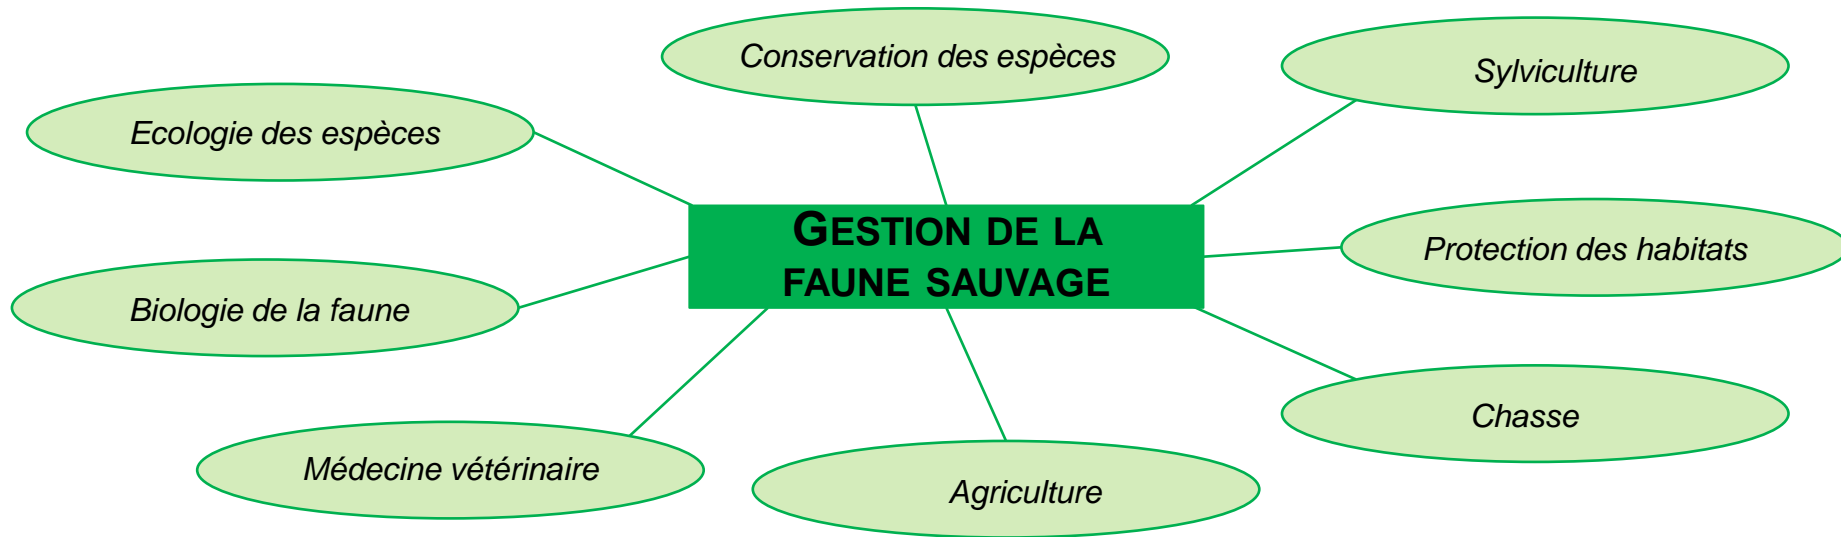 Conservation des espèces
Sylviculture
Ecologie des espèces
GESTION DE LA
FAUNE SAUVAGE
Protection des habitats
Biologie de la faune
Chasse
Médecine vétérinaire
Agriculture